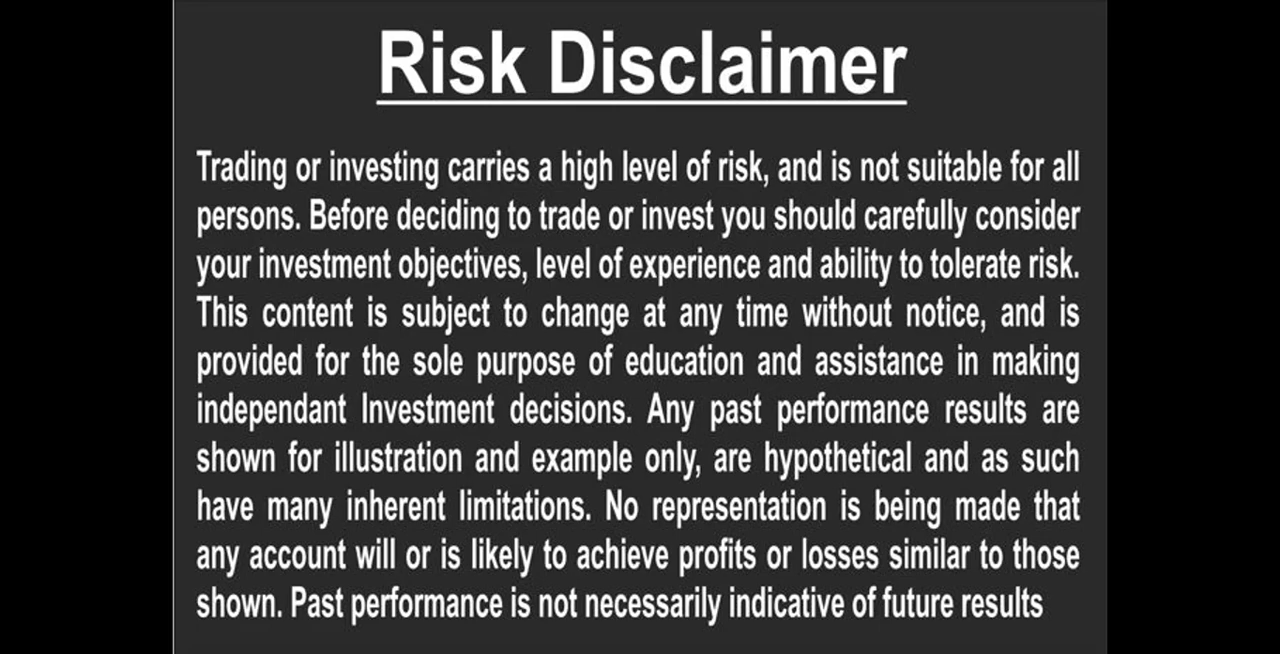 Risk Disclaimer
Trading or investing carries a high level of risk, and is not suitable for all
persons. Before deciding to trade or invest you should carefully consider
your investment objectives, level of experience and ability to tolerate risk.
This content is subject to change at any time without notice, and is
provided for the sole purpose of education and assistance in making
independant Investment decisions. Any past performance results are
shown for illustration and example only, are hypothetical and as such
have many inherent limitations. No representation is being made that
any account will or is likely to achieve profits or losses similar to those
shown. Past performance is not necessarily indicative of future results